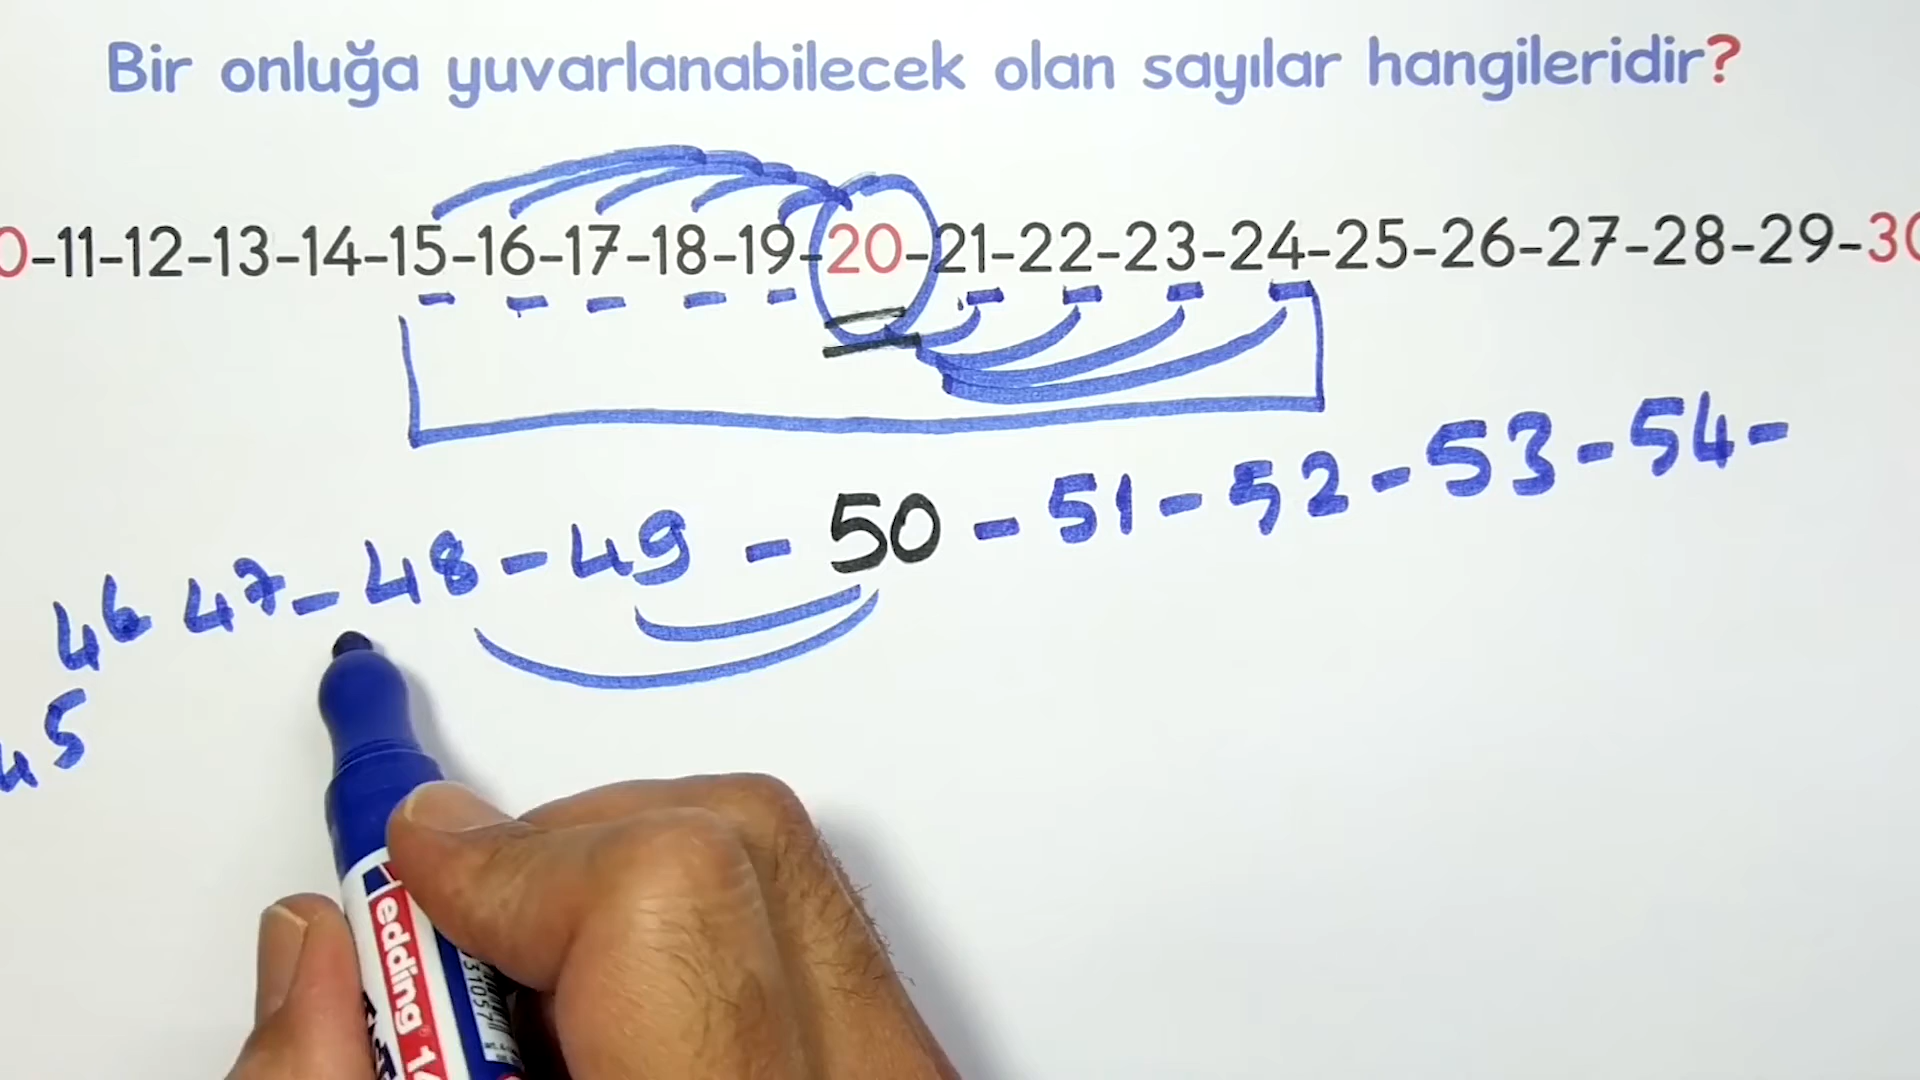 Bir onluğa yuvarlanabilecek olan sayılar hangileridir?
0-11-12-13-14-15-16-17-18-19-20-21-22-23-24-25-26-27-28-29-30
46 47-48-49-50-51-52-53-54-
45
edding 14
31057